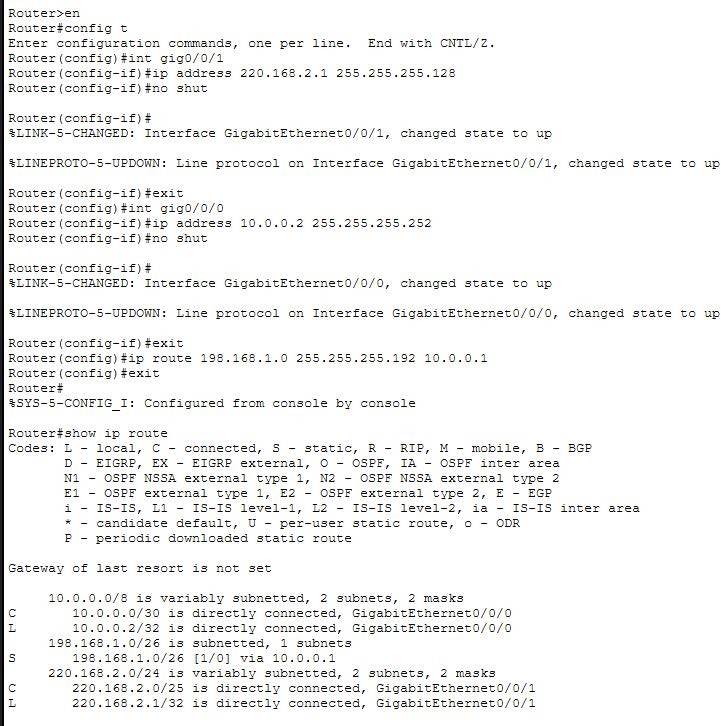 Router>en
Router#config t
Enter configuration commands, one per line.  End with CNTL/Z.
Router(config)#int gig0/0/1
Router(config-if)#ip address 220.168.2.1 255.255.255.128
Router(config-if)#no shut
Router(config-if)#
%LINK-5-CHANGED: Interface GigabitEthernet0/0/1, changed state to up
%LINEPROTO-5-UPDOWN: Line protocol on Interface GigabitEthernet0/0/1, changed state to up
Router(config-if)#exit
Router(config)#int gig0/0/0
Router(config-if)#ip address 10.0.0.2 255.255.255.252
Router(config-if)#no shut
Router(config-if)#
%LINK-5-CHANGED: Interface GigabitEthernet0/0/0, changed state to up
%LINEPROTO-5-UPDOWN: Line protocol on Interface GigabitEthernet0/0/0, changed state to up
Router(config-if)#exit
Router(config)#ip route 198.168.1.0 255.255.255.192 10.0.0.1
Router(config)#exit
Router#
%SYS-5-CONFIG_I: Configured from console by console
Router#show ip route
Codes: L - local, C - connected, S - static, R - RIP, M - mobile, B - BGP
       D - EIGRP, EX - EIGRP external, O - OSPF, IA - OSPF inter area
       N1 - OSPF NSSA external type 1, N2 - OSPF NSSA external type 2
       E1 - OSPF external type 1, E2 - OSPF external type 2, E - EGP
       i - IS-IS, L1 - IS-IS level-1, L2 - IS-IS level-2, ia - IS-IS inter area
       * - candidate default, U - per-user static route, o - ODR
       P - periodic downloaded static route
Gateway of last resort is not set
     10.0.0.0/8 is variably subnetted, 2 subnets, 2 masks
C       10.0.0.0/30 is directly connected, GigabitEthernet0/0/0
L       10.0.0.2/32 is directly connected, GigabitEthernet0/0/0
     198.168.1.0/26 is subnetted, 1 subnets
S       198.168.1.0/26 [1/0] via 10.0.0.1
     220.168.2.0/24 is variably subnetted, 2 subnets, 2 masks
C       220.168.2.0/25 is directly connected, GigabitEthernet0/0/1
L       220.168.2.1/32 is directly connected, GigabitEthernet0/0/1